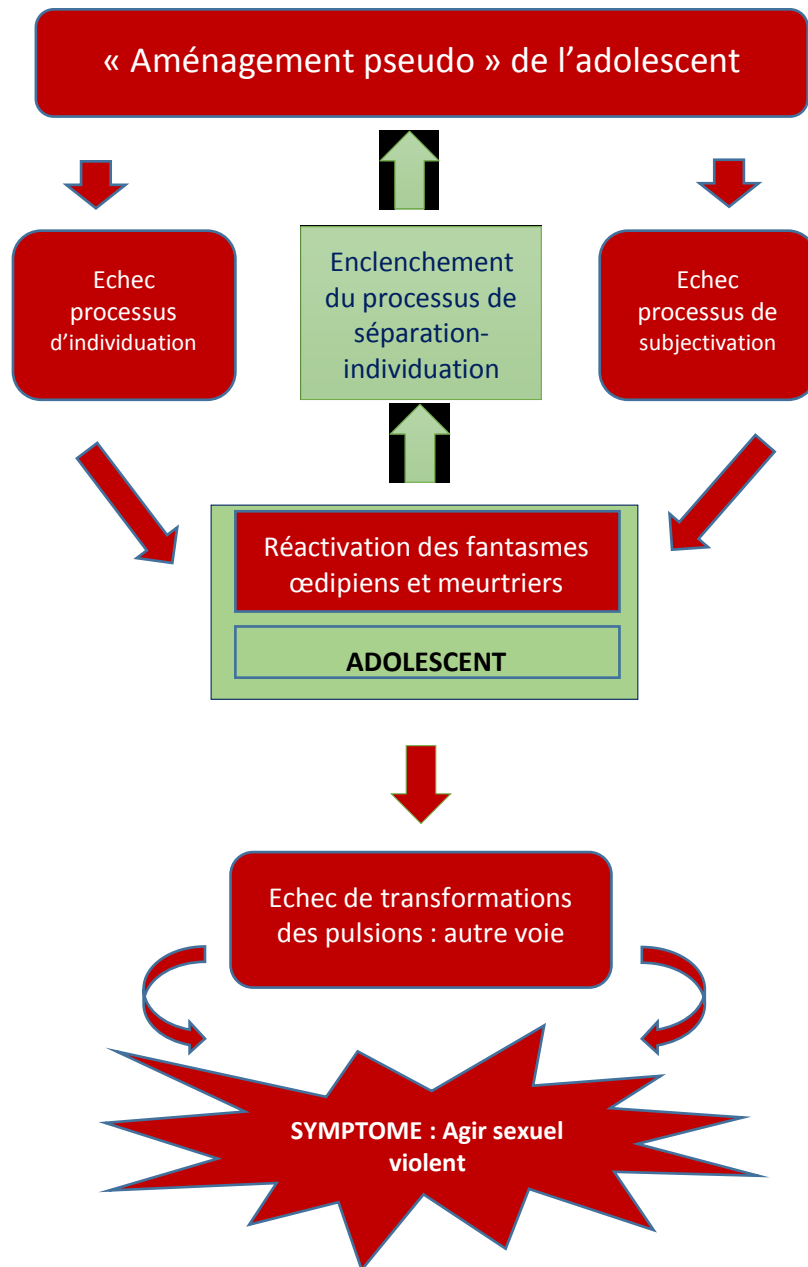 « Aménagement pseudo » de l’adolescent
Echec
processus
d’individuation
Enclenchement
du processus de
séparation-
individuation
Echec
processus de
subjectivation
Réactivation des fantasmes
œdipiens et meurtriers
ADOLESCENT
Echec de transformations
des pulsions : autre voie
SYMPTOME : Agir sexuel
violent